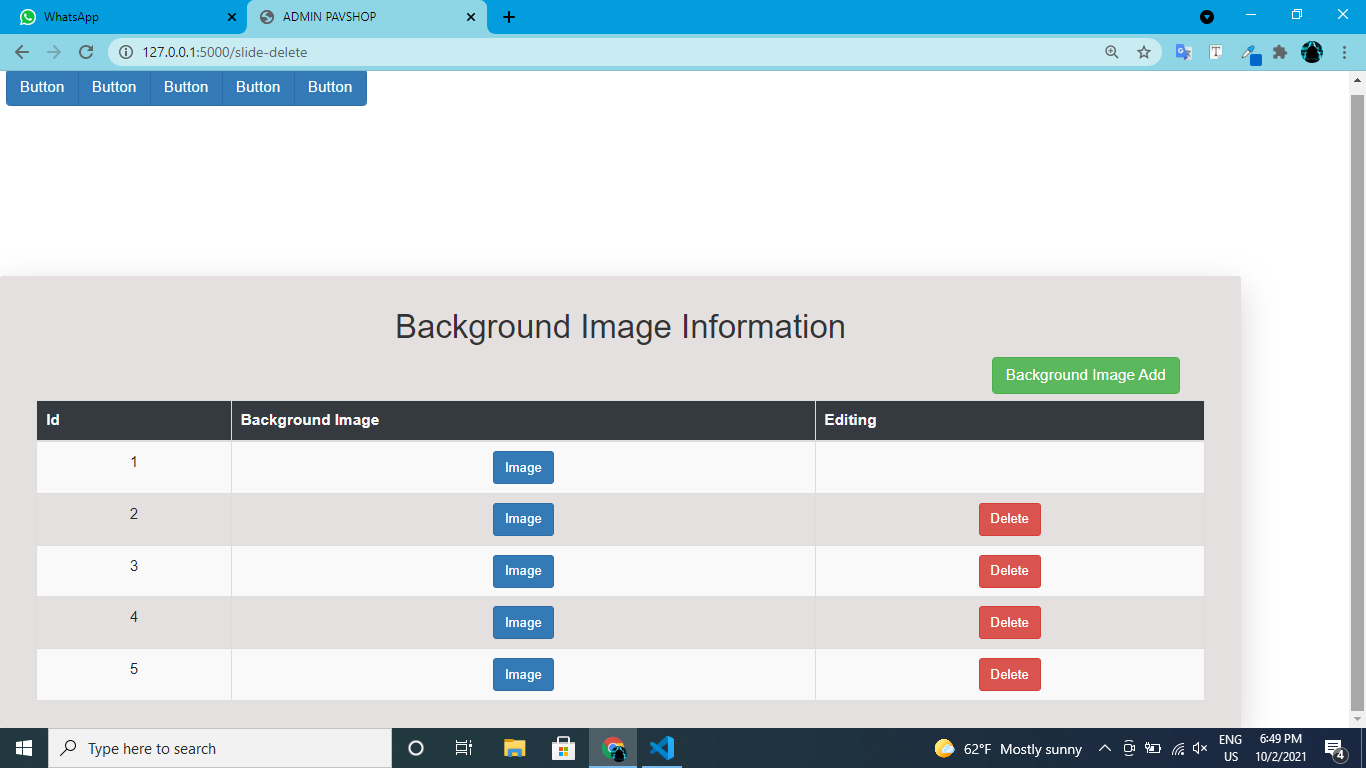 WhatsApp ADMIN PAVSHOP
127.0.0.1:5000/slide-delete
Button Button Button Button Button
Background Image Information
Background Image Add
Id Background Image Editing
1 Image
2 Image Delete
3 Image Delete
4 Image Delete
5 Image Delete
Type here to search 62°F Mostly sunny ENG US 6:49 PM 10/2/2021 4